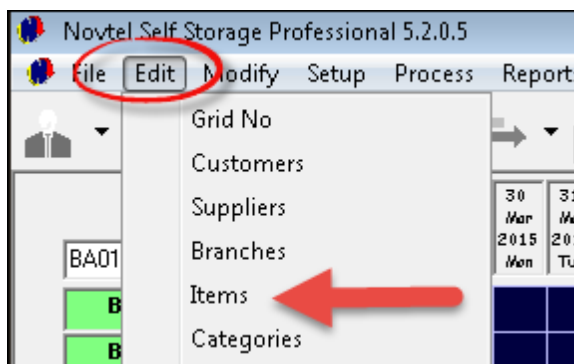 Novtel Self Storage Professional 5.2.0.5
File Edit Modify Setup Process Report
Grid No
Customers
Suppliers
Branches
Items
Categories
30
Mar
2015
Mon
31
BA01
B
B